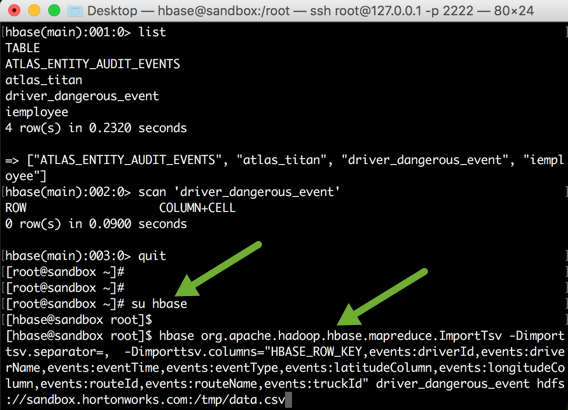 Desktop — hbase@sandbox:/root — ssh root@127.0.0.1 -p 2222 — 80×24
[hbase(main):001:0> list
TABLE
ATLAS_ENTITY_AUDIT_EVENTS
atlas_titan
driver_dangerous_event
iemployee
4 row(s) in 0.2320 seconds
=> ["ATLAS_ENTITY_AUDIT_EVENTS", "atlas_titan", "driver_dangerous_event", "iempl
oyee"]
[hbase(main):002:0> scan 'driver_dangerous_event'
ROW COLUMN+CELL
0 row(s) in 0.0900 seconds
[hbase(main):003:0> quit
[[root@sandbox ~]#
[[root@sandbox ~]#
[[root@sandbox ~]# su hbase
[[hbase@sandbox root]$
[hbase@sandbox root]$ hbase org.apache.hadoop.hbase.mapreduce.ImportTsv -Dimport
tsv.separator=, -Dimporttsv.columns="HBASE_ROW_KEY,events:driverId,events:drive
rName,events:eventTime,events:eventType,events:latitudeColumn,events:longitudeCo
lumn,events:routeId,events:routeName,events:truckId" driver_dangerous_event hdfs
://sandbox.hortonworks.com:/tmp/data.csv